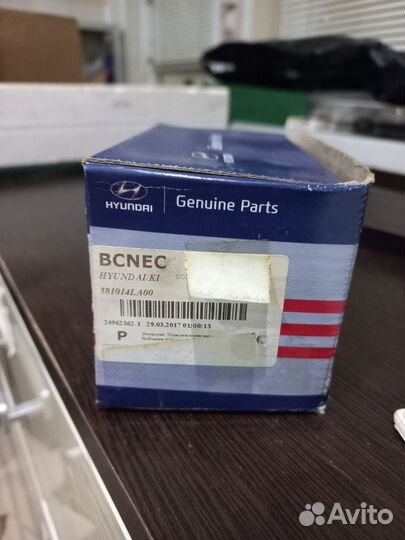 HYUNDAI
Genuine Parts
BCNEC
HYUNDAI KI
581014LA00
24962362-1 29.03.2017 01:00:13
P
Avito